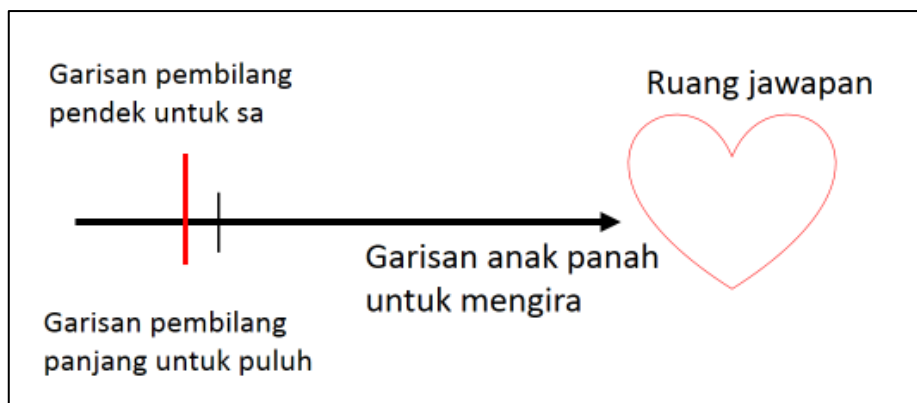 Garisan pembilang
pendek untuk sa
Ruang jawapan
Garisan anak panah
untuk mengira
Garisan pembilang
panjang untuk puluh